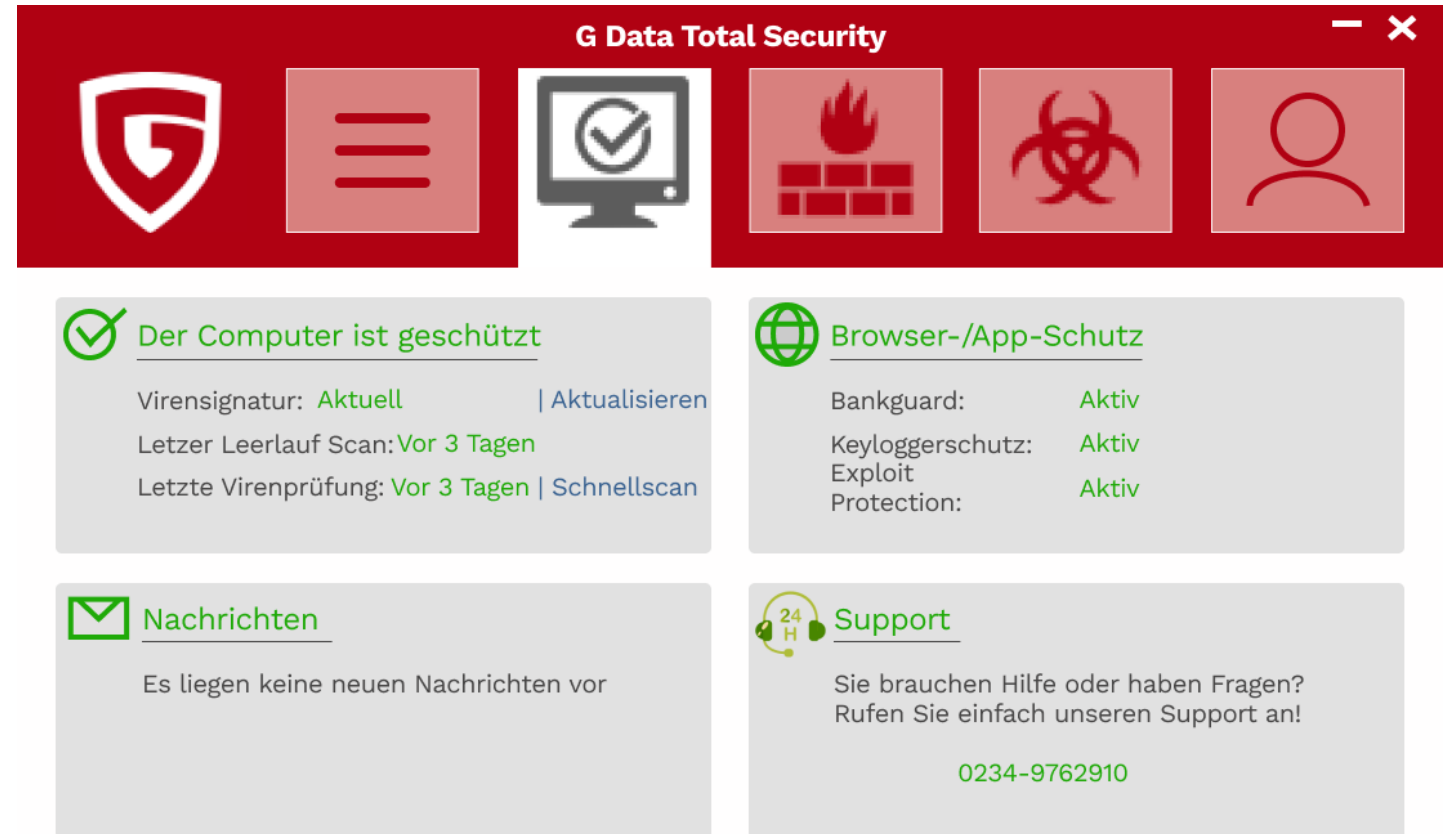 G Data Total Security
Der Computer ist geschützt
Virensignatur: Aktuell | Aktualisieren
Letzer Leerlauf Scan: Vor 3 Tagen
Letzte Virenprüfung: Vor 3 Tagen | Schnellscan
Browser-/App-Schutz
Bankguard: Aktiv
Keyloggerschutz: Aktiv
Exploit
Protection: Aktiv
Nachrichten
Es liegen keine neuen Nachrichten vor
24
H
Support
Sie brauchen Hilfe oder haben Fragen?
Rufen Sie einfach unseren Support an!
0234-9762910